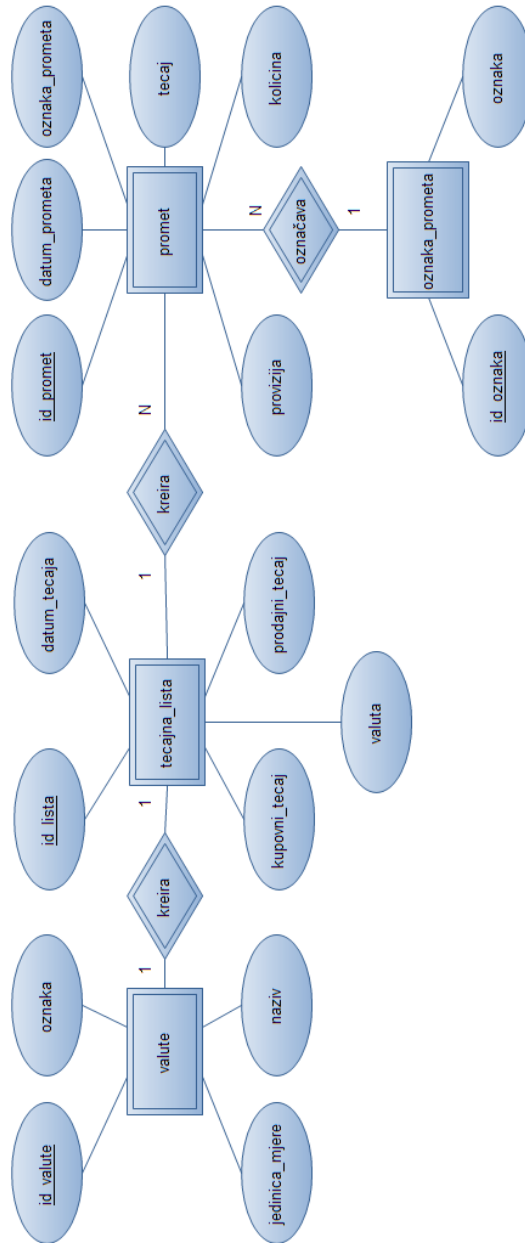 id_valute
oznaka
valute
jedinica_mjere
naziv
1
kreira
1
id_lista
datum_tecaja
tecajna_lista
kupovni_tecaj
valuta
prodajni_tecaj
1
kreira
N
id_promet
datum_prometa
oznaka_prometa
promet
tecaj
provizija
kolicina
N
označava
1
oznaka_prometa
id_oznaka
oznaka